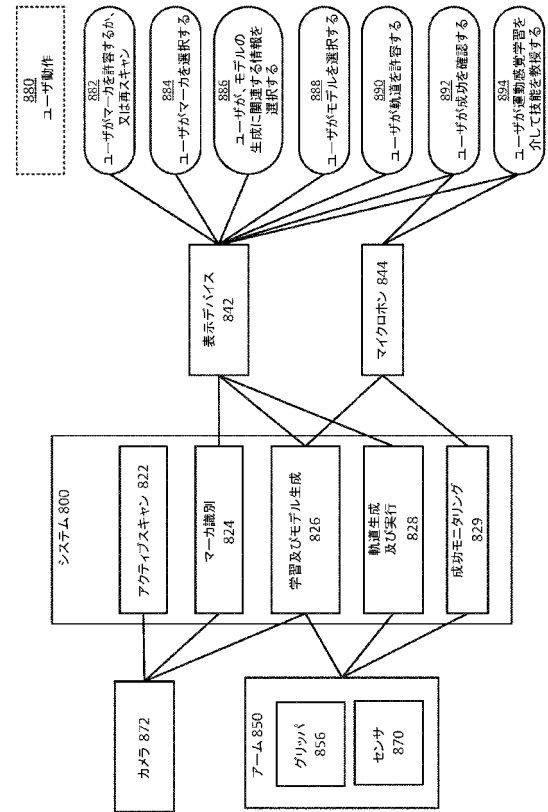 カメラ 872
アーム 850
グリッパ
856
センサ
870
システム 800
アクティブスキャン 822
マーカ識別
824
学習及びモデル生成
826
軌道生成
及び実行
828
成功モニタリング
829
表示デバイス
842
マイクロホン 844
880
ユーザ動作
882
ユーザがマーカを許容するか、
又は再スキャン
884
ユーザがマーカを選択する
886
ユーザが、モデルの
生成に関連する情報を
選択する
888
ユーザがモデルを選択する
890
ユーザが軌道を許容する
892
ユーザが成功を確認する
894
ユーザが運動感覚学習を
介して技能を教授する